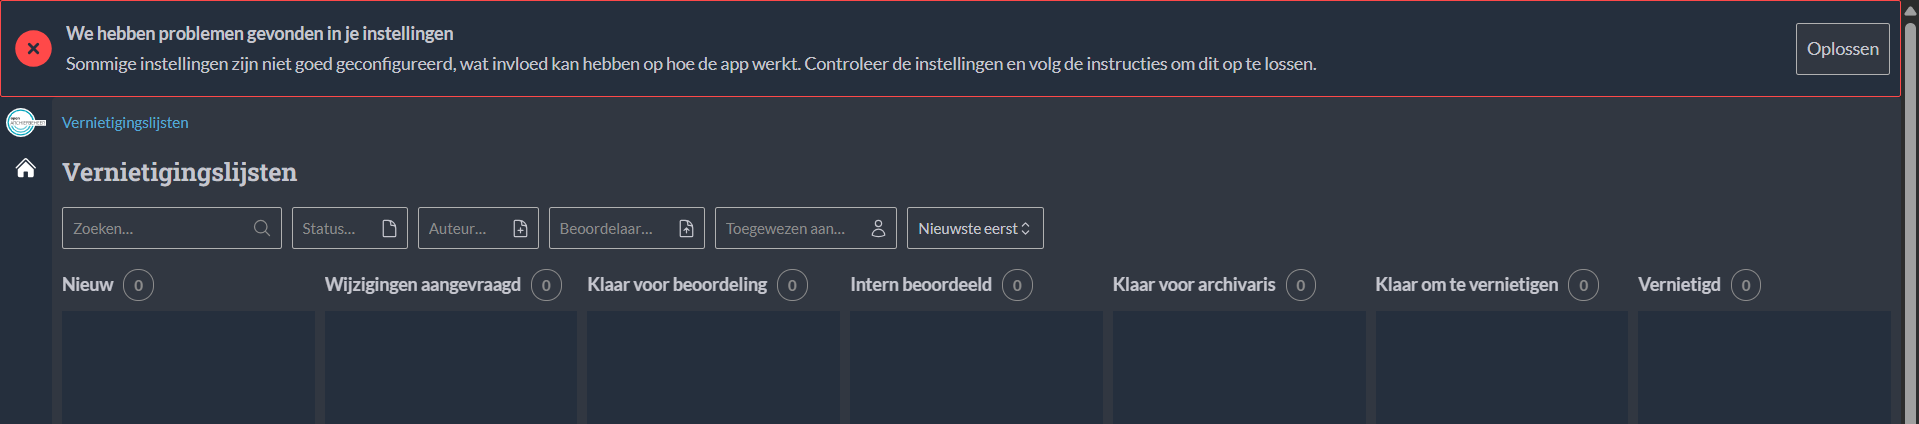 We hebben problemen gevonden in je instellingen
Sommige instellingen zijn niet goed geconfigureerd, wat invloed kan hebben op hoe de app werkt. Controleer de instellingen en volg de instructies om dit op te lossen.
Oplossen
Vernietigingslijsten
Vernietigingslijsten
Zoeken... Status... Auteur... Beoordelaar... Toegewezen aan... Nieuwste eerst
Nieuw 0 Wijzigingen aangevraagd 0 Klaar voor beoordeling 0 Intern beoordeeld 0 Klaar voor archivaris 0 Klaar om te vernietigen 0 Vernietigd 0